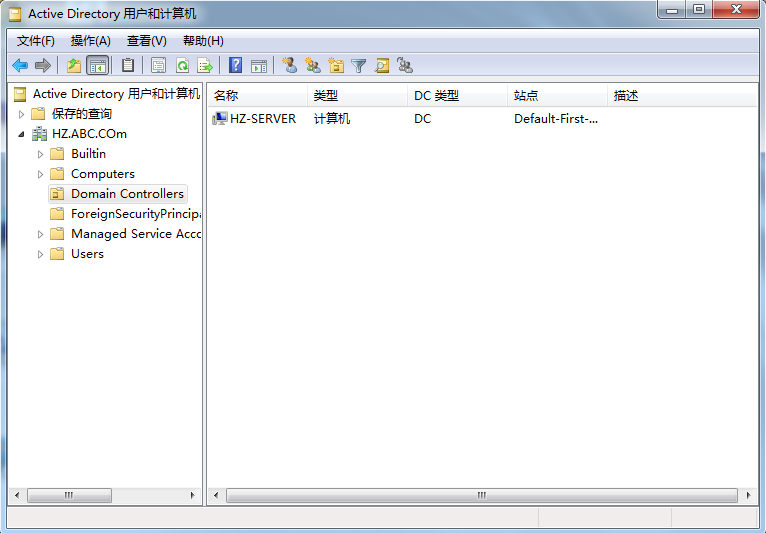 Active Directory 用户和计算机
文件(F) 操作(A) 查看(V) 帮助(H)
Active Directory 用户和计算机
保存的查询
HZ.ABC.COm
Builtin
Computers
Domain Controllers
ForeignSecurityPrincipa
Managed Service Acco
Users
名称 类型 DC 类型 站点 描述
HZ-SERVER 计算机 DC Default-First-...